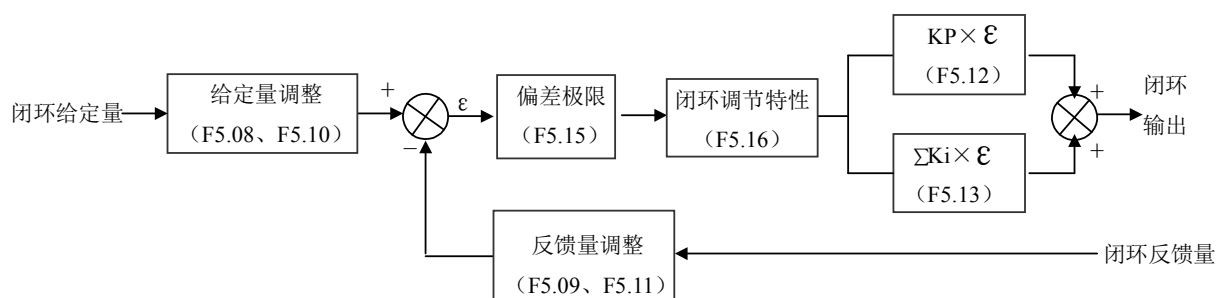 闭环给定量
给定量调整
（F5.08、F5.10）
+
−
ε
偏差极限
（F5.15）
闭环调节特性
（F5.16）
KP× ε
（F5.12）
∑Ki× ε
（F5.13）
+
+
闭环
输出
反馈量调整
（F5.09、F5.11）
闭环反馈量